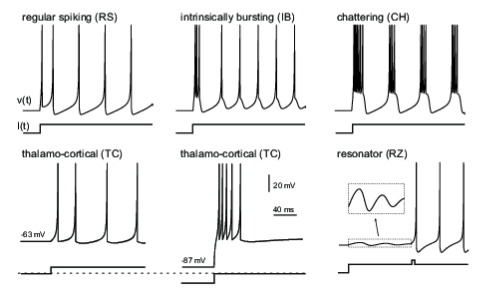 regular spiking (RS)
intrinsically bursting (IB)
chattering (CH)
v(t)
I(t)
thalamo-cortical (TC)
thalamo-cortical (TC)
resonator (RZ)
20 mV
40 ms
-63 mV
-87 mV